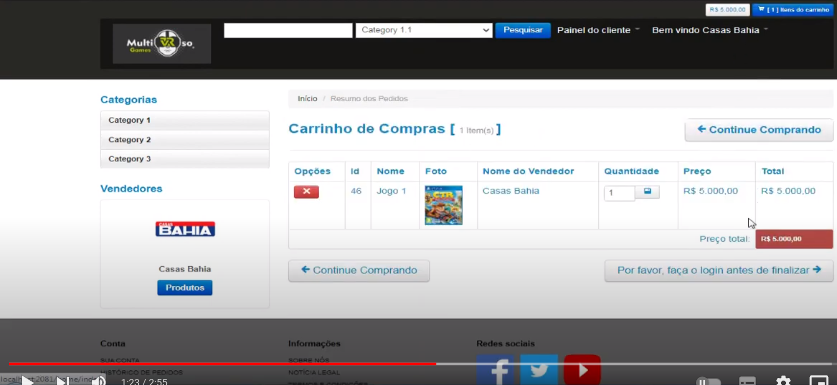 R$ 5.000,00 [ 1 ] Itens do carrinho
Multi VR so
Games
Category 1.1
Pesquisar
Painel do cliente
Bem vindo Casas Bahia
Categorias
Category 1
Category 2
Category 3
Vendedores
BAHIA
Casas Bahia
Produtos
Início / Resumo dos Pedidos
Carrinho de Compras [ 1 Item(s) ]
Continue Comprando
Opções Id Nome Foto Nome do Vendedor Quantidade Preço Total
46 Jogo 1 Casas Bahia 1 R$ 5.000,00 R$ 5.000,00
Preço total: R$ 5.000,00
Continue Comprando
Por favor, faça o login antes de finalizar
Conta Informações Redes sociais
SUA CONTA SOBRE NÓS
HISTÓRICO DE PEDIDOS NOTÍCIA LEGAL
1:23 / 2:55